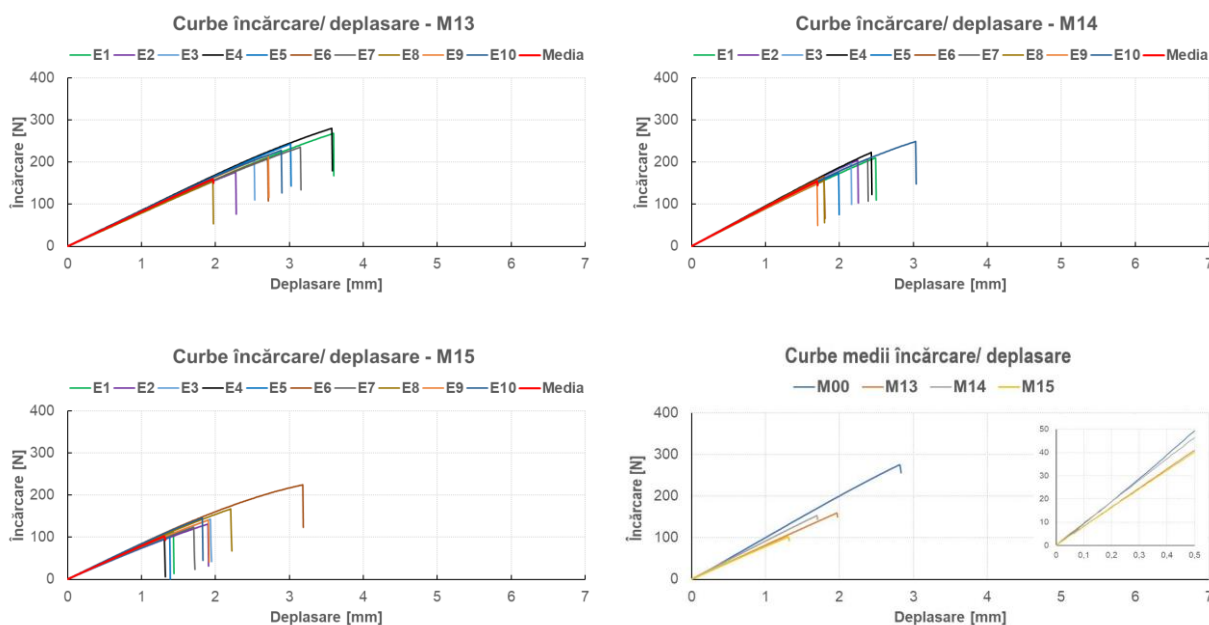 Curbe încărcare/ deplasare - M13
E1 E2 E3 E4 E5 E6 E7 E8 E9 E10 Media
Încărcare [N]
400
300
200
100
0
0 1 2 3 4 5 6 7
Deplasare [mm]
Curbe încărcare/ deplasare - M14
E1 E2 E3 E4 E5 E6 E7 E8 E9 E10 Media
Încărcare [N]
400
300
200
100
0
0 1 2 3 4 5 6 7
Deplasare [mm]
Curbe încărcare/ deplasare - M15
E1 E2 E3 E4 E5 E6 E7 E8 E9 E10 Media
Încărcare [N]
400
300
200
100
0
0 1 2 3 4 5 6 7
Deplasare [mm]
Curbe medii încărcare/ deplasare
M00 M13 M14 M15
Încărcare [N]
400
300
200
100
0
0 1 2 3 4 5 6 7
Deplasare [mm]
50
40
30
20
10
0
0 0,1 0,2 0,3 0,4 0,5